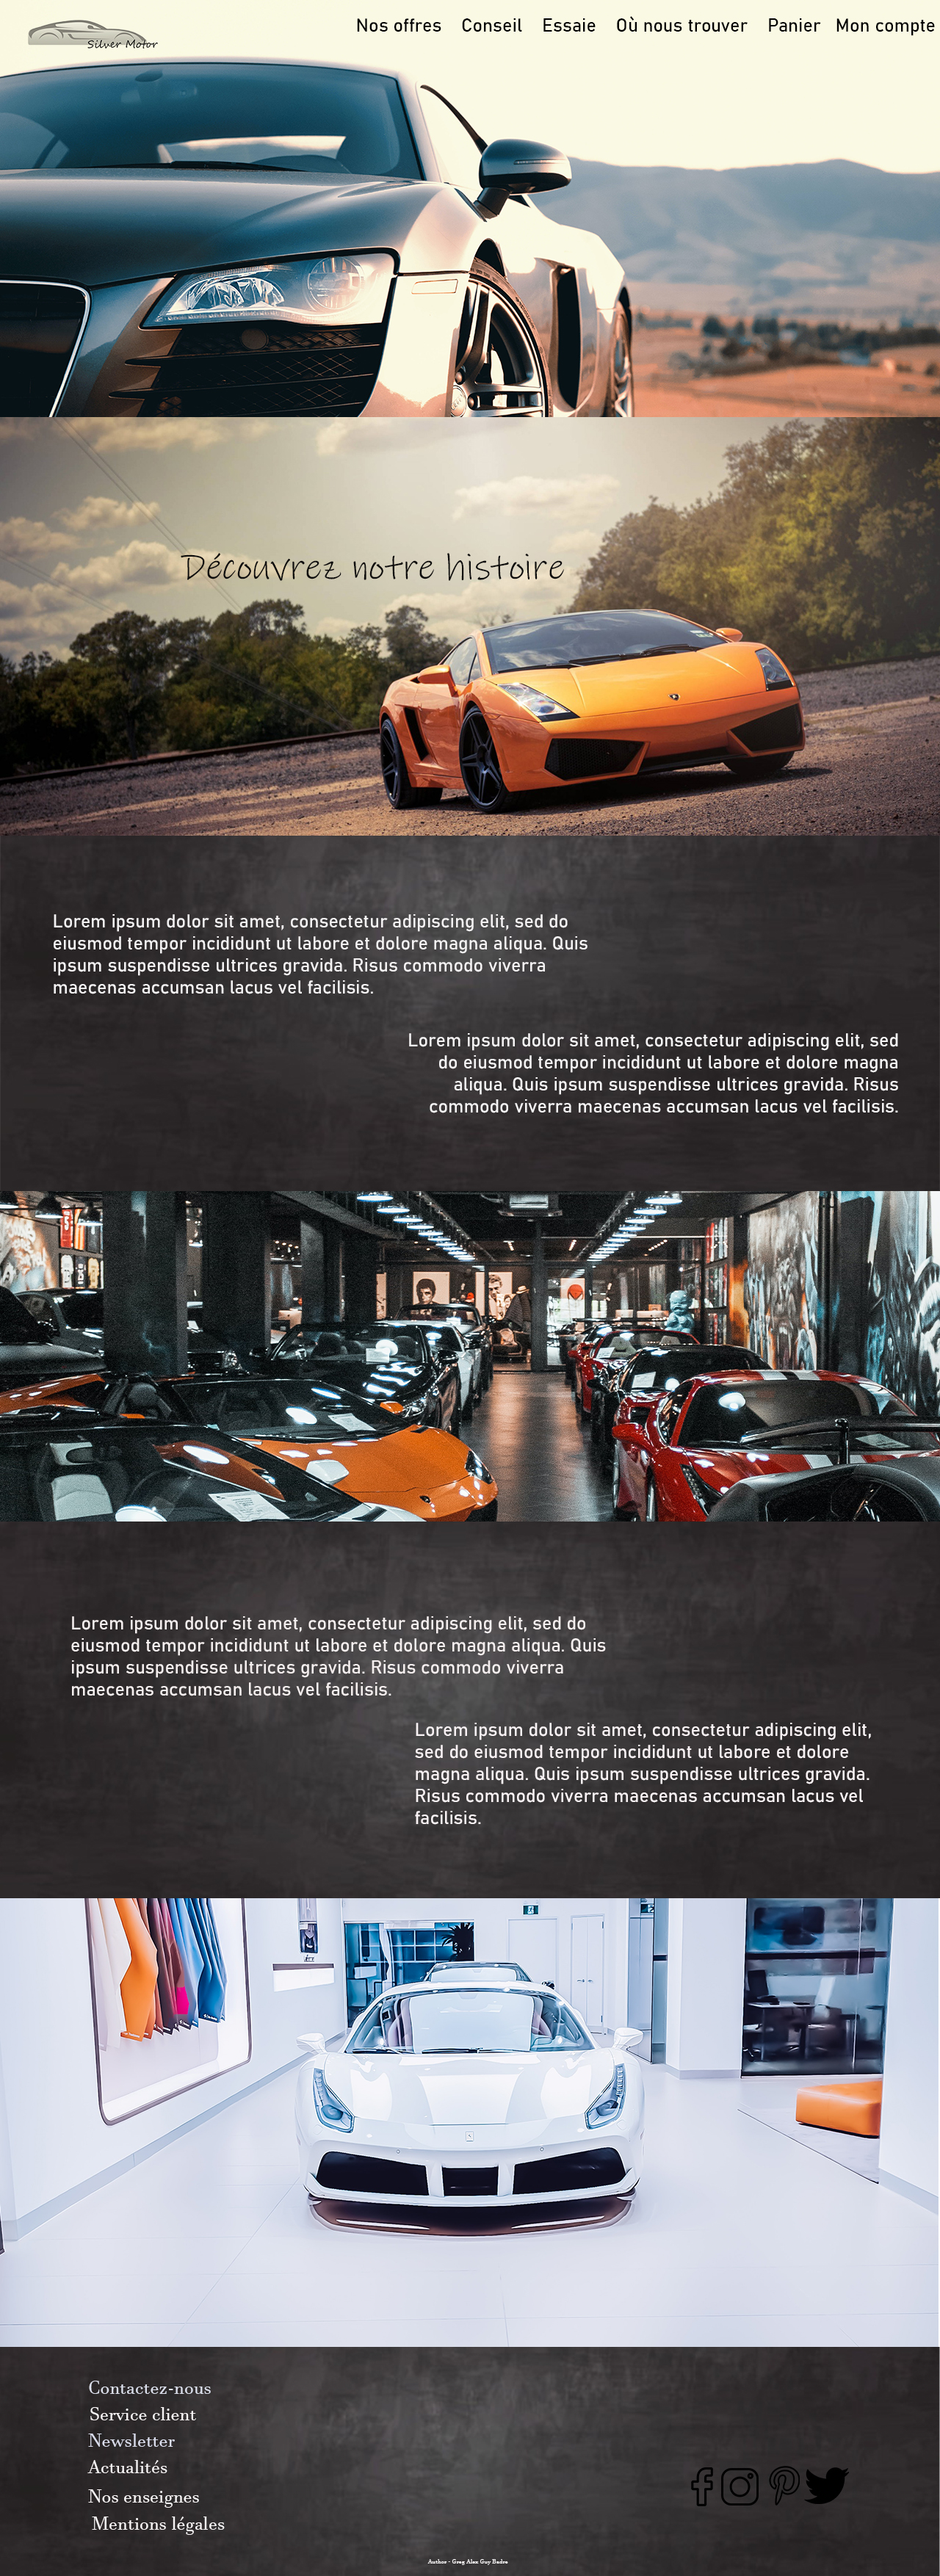 Silver Motor
Nos offres Conseil Essaie Où nous trouver Panier Mon compte
Découvrez notre histoire
Lorem ipsum dolor sit amet, consectetur adipiscing elit, sed do
eiusmod tempor incididunt ut labore et dolore magna aliqua. Quis
ipsum suspendisse ultrices gravida. Risus commodo viverra
maecenas accumsan lacus vel facilisis.
Lorem ipsum dolor sit amet, consectetur adipiscing elit, sed
do eiusmod tempor incididunt ut labore et dolore magna
aliqua. Quis ipsum suspendisse ultrices gravida. Risus
commodo viverra maecenas accumsan lacus vel facilisis.
Lorem ipsum dolor sit amet, consectetur adipiscing elit, sed do
eiusmod tempor incididunt ut labore et dolore magna aliqua. Quis
ipsum suspendisse ultrices gravida. Risus commodo viverra
maecenas accumsan lacus vel facilisis.
Lorem ipsum dolor sit amet, consectetur adipiscing elit,
sed do eiusmod tempor incididunt ut labore et dolore
magna aliqua. Quis ipsum suspendisse ultrices gravida.
Risus commodo viverra maecenas accumsan lacus vel
facilisis.
Contactez-nous
Service client
Newsletter
Actualités
Nos enseignes
Mentions légales
Author - Greg Alex Guy Badre